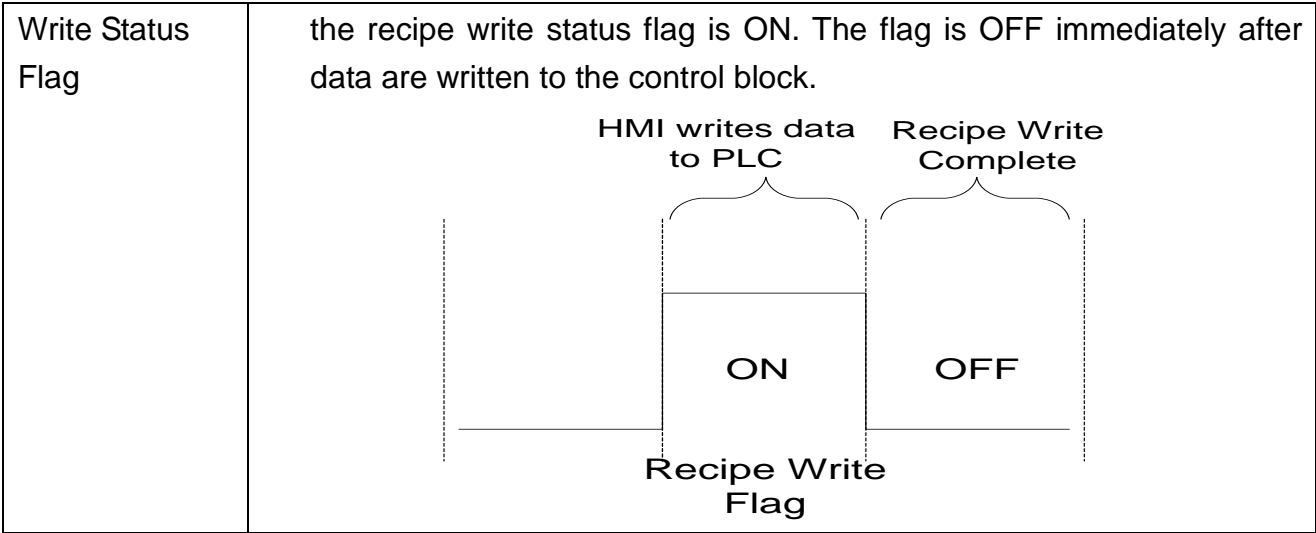 Write Status
Flag
the recipe write status flag is ON. The flag is OFF immediately after
data are written to the control block.
HMI writes data
to PLC
Recipe Write
Complete
ON
OFF
Recipe Write
Flag